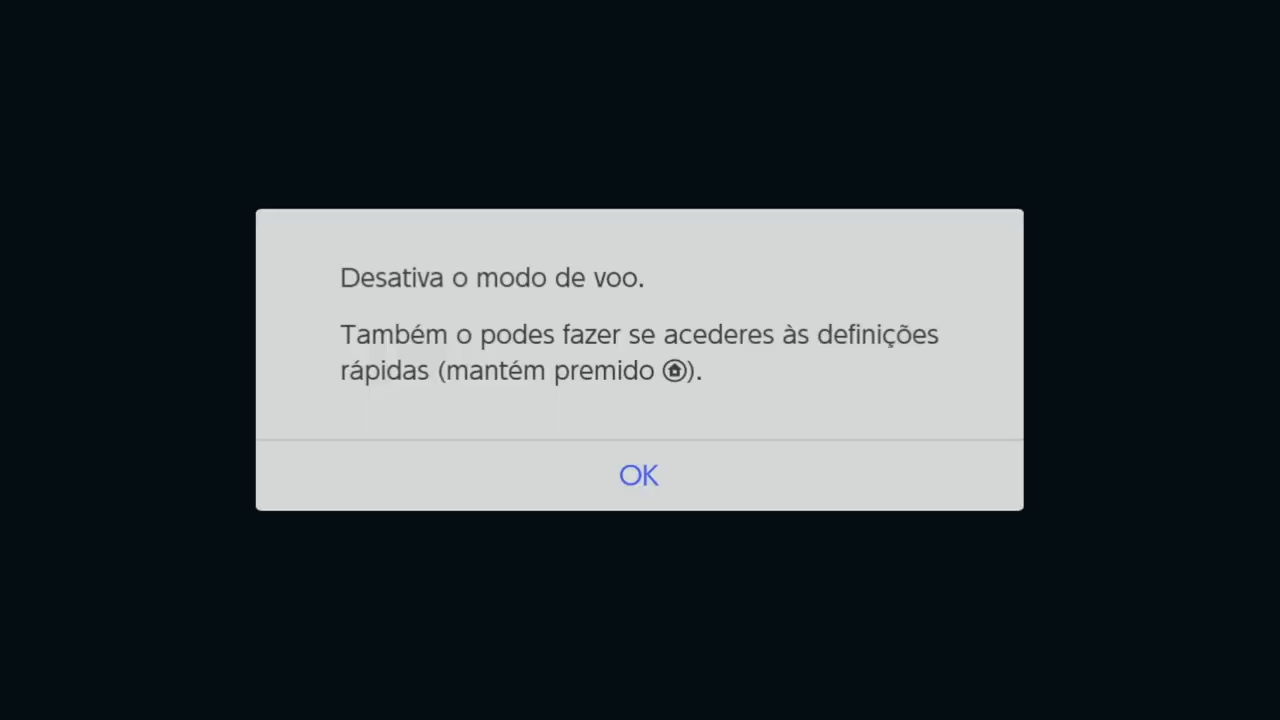 Desativa o modo de voo.
Também o podes fazer se acederes às definições
rápidas (mantém premido ).
OK